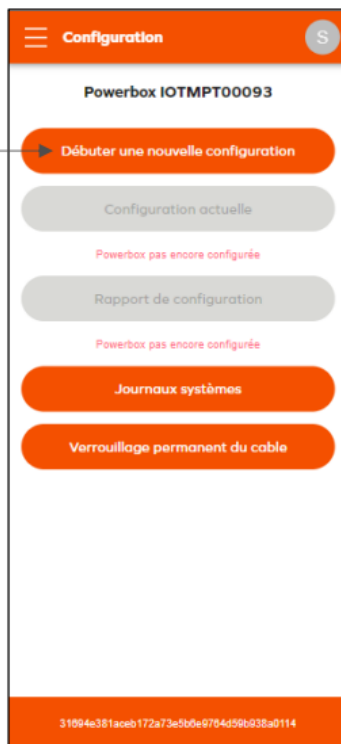 Configuration
S
Powerbox IOTMPT00093
Débuter une nouvelle configuration
Configuration actuelle
Powerbox pas encore configurée
Rapport de configuration
Powerbox pas encore configurée
Journaux systèmes
Verrouillage permanent du cable
31694e381aceb172a73e5b6e9764d59b938a0114